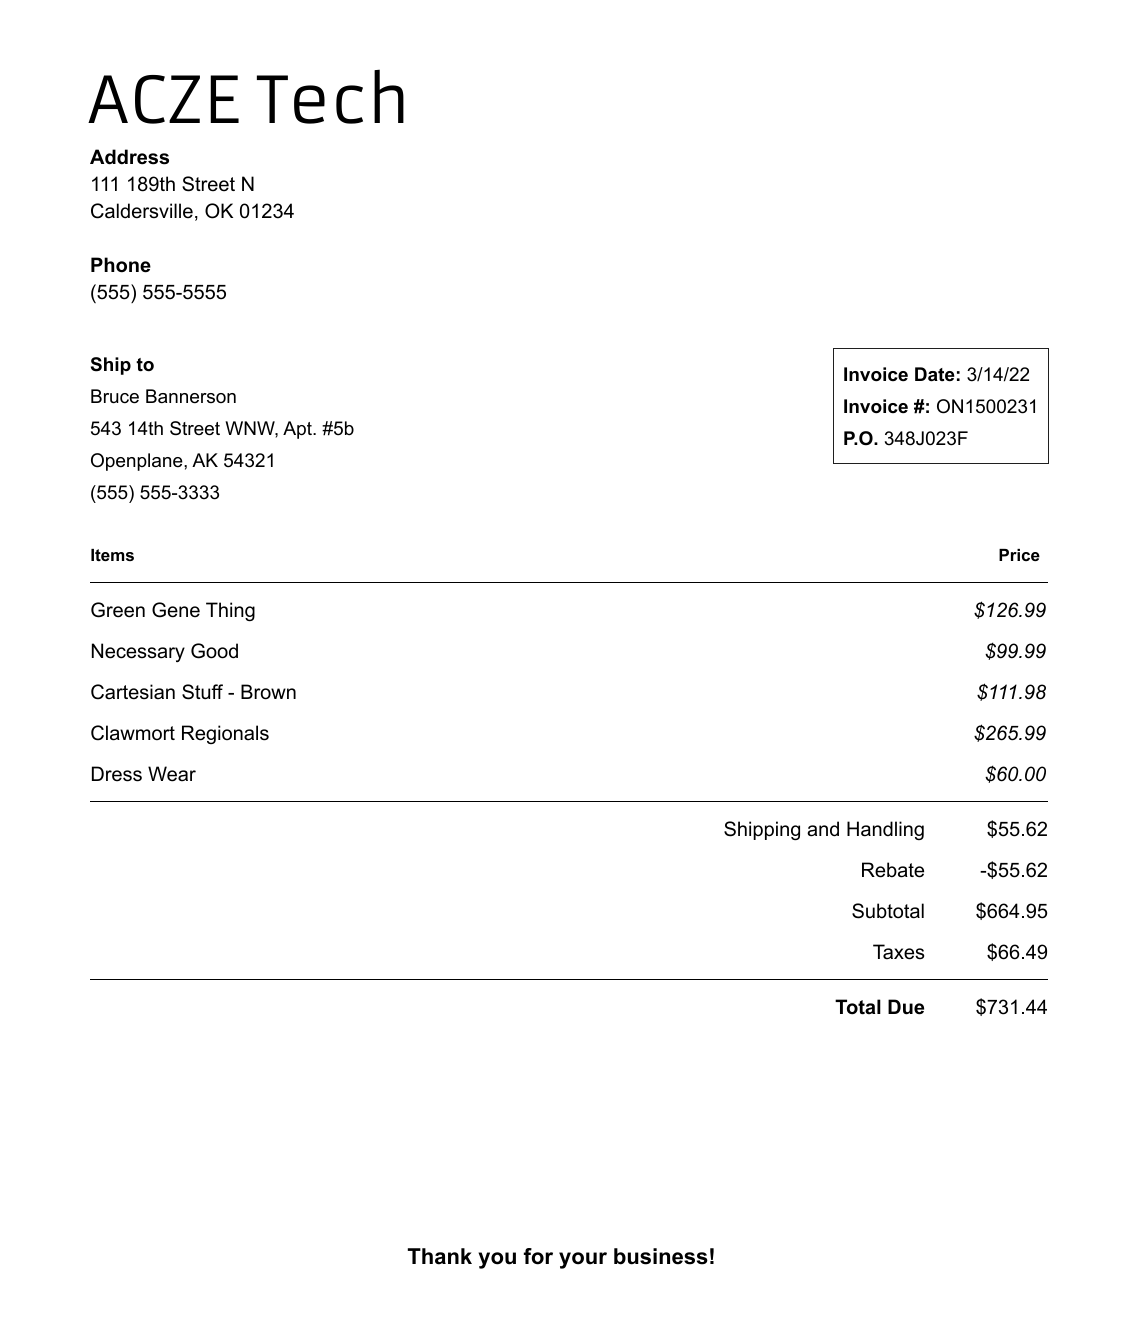 ACZE Tech
Address
111 189th Street N
Caldersville, OK 01234
Phone
(555) 555-5555
Ship to
Bruce Bannerson
543 14th Street WNW, Apt. #5b
Openplane, AK 54321
(555) 555-3333
Invoice Date: 3/14/22
Invoice #: ON1500231
P.O. 348J023F
Items Price
Green Gene Thing $126.99
Necessary Good $99.99
Cartesian Stuff - Brown $111.98
Clawmort Regionals $265.99
Dress Wear $60.00
Shipping and Handling $55.62
Rebate -$55.62
Subtotal $664.95
Taxes $66.49
Total Due $731.44
Thank you for your business!